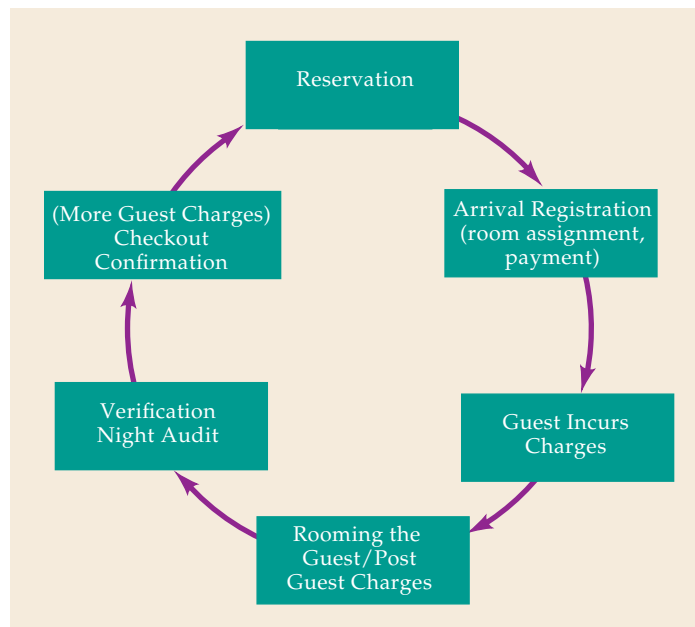 Reservation
Arrival Registration
(room assignment,
payment)
Guest Incurs
Charges
Rooming the
Guest/Post
Guest Charges
Verification
Night Audit
(More Guest Charges)
Checkout
Confirmation